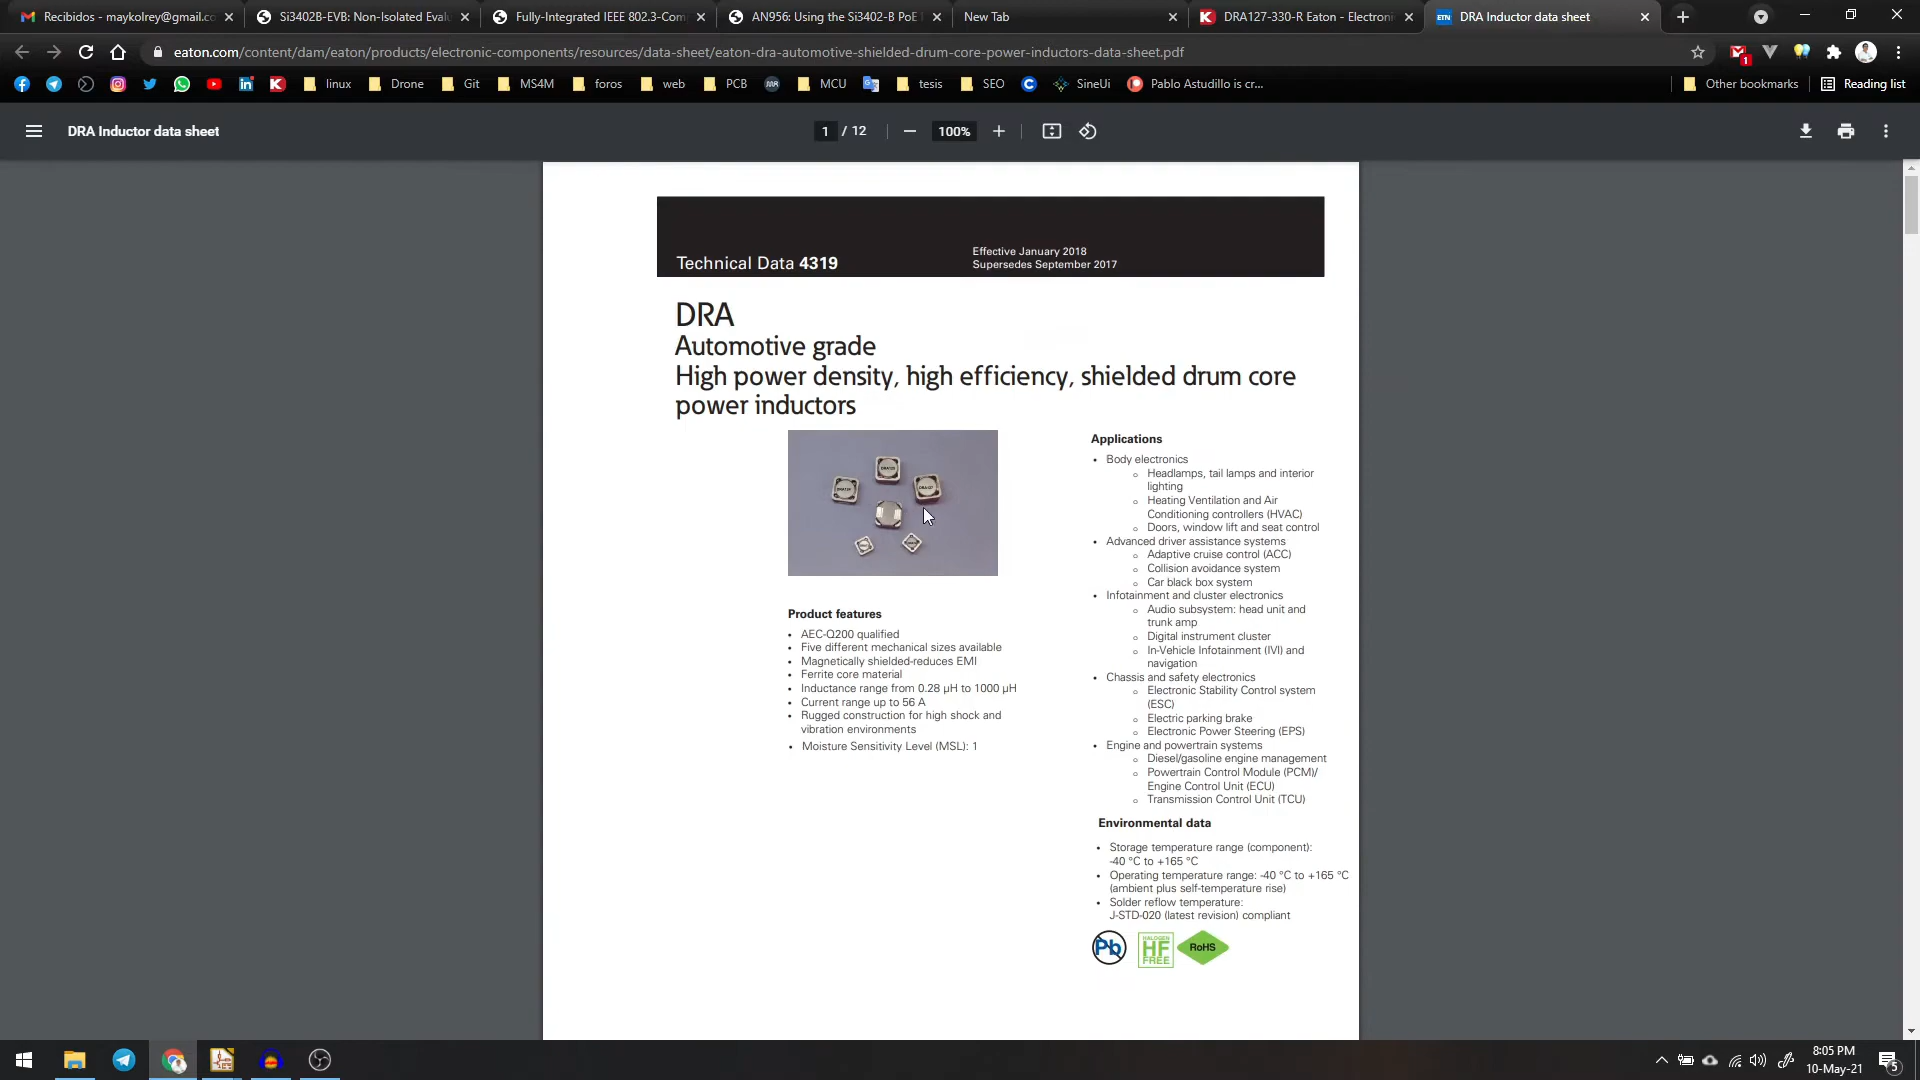 Recibidos - maykolrey@gmail.co
Si3402B-EVB: Non-Isolated Evalu
Fully-Integrated IEEE 802.3-Com
AN956: Using the Si3402-B PoE
New Tab
DRA127-330-R Eaton - Electroni
ETN
DRA Inductor data sheet
eaton.com/content/dam/eaton/products/electronic-components/resources/data-sheet/eaton-dra-automotive-shielded-drum-core-power-inductors-data-sheet.pdf
1
linux
Drone
Git
MS4M
foros
web
PCB
MCU
tesis
SEO
SineUi
Pablo Astudillo is cr...
Other bookmarks
Reading list
DRA Inductor data sheet
1 / 12
100%
Technical Data 4319
Effective January 2018
Supersedes September 2017
DRA
Automotive grade
High power density, high efficiency, shielded drum core
power inductors
Product features
• AEC-Q200 qualified
• Five different mechanical sizes available
• Magnetically shielded-reduces EMI
• Ferrite core material
• Inductance range from 0.28 μH to 1000 μH
• Current range up to 56 A
• Rugged construction for high shock and
vibration environments
• Moisture Sensitivity Level (MSL): 1
Applications
• Body electronics
o Headlamps, tail lamps and interior
lighting
o Heating Ventilation and Air
Conditioning controllers (HVAC)
o Doors, window lift and seat control
• Advanced driver assistance systems
o Adaptive cruise control (ACC)
o Collision avoidance system
o Car black box system
• Infotainment and cluster electronics
o Audio subsystem: head unit and
trunk amp
o Digital instrument cluster
o In-Vehicle Infotainment (IVI) and
navigation
• Chassis and safety electronics
o Electronic Stability Control system
(ESC)
o Electric parking brake
o Electronic Power Steering (EPS)
• Engine and powertrain systems
o Diesel/gasoline engine management
o Powertrain Control Module (PCM)/
Engine Control Unit (ECU)
o Transmission Control Unit (TCU)
Environmental data
• Storage temperature range (component):
-40 °C to +165 °C
• Operating temperature range: -40 °C to +165 °C
(ambient plus self-temperature rise)
• Solder reflow temperature:
J-STD-020 (latest revision) compliant
Pb
HALOGEN
HF
FREE
RoHS
8:05 PM
10-May-21
5